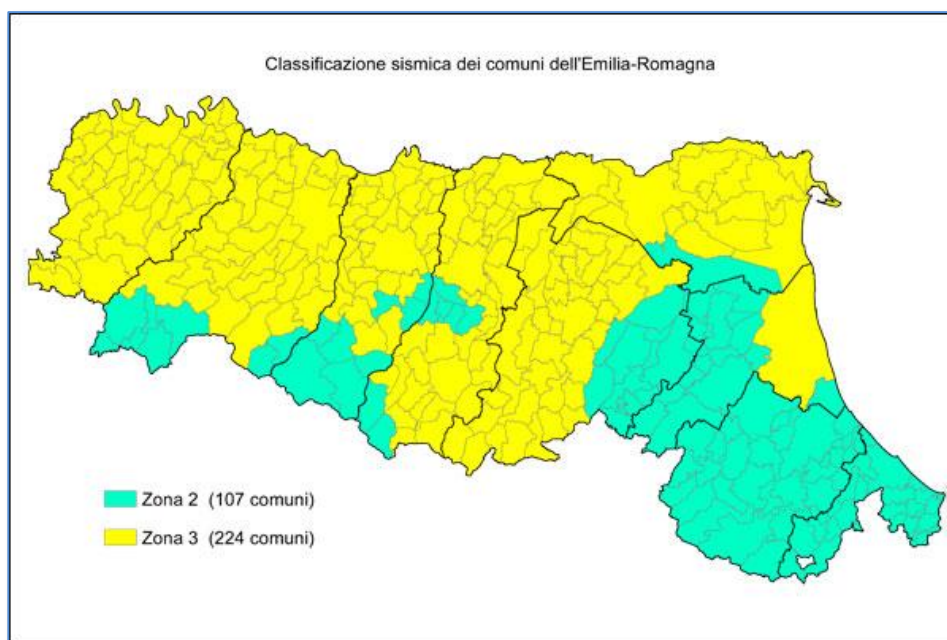 Classificazione sismica dei comuni dell'Emilia-Romagna
Zona 2 (107 comuni)
Zona 3 (224 comuni)